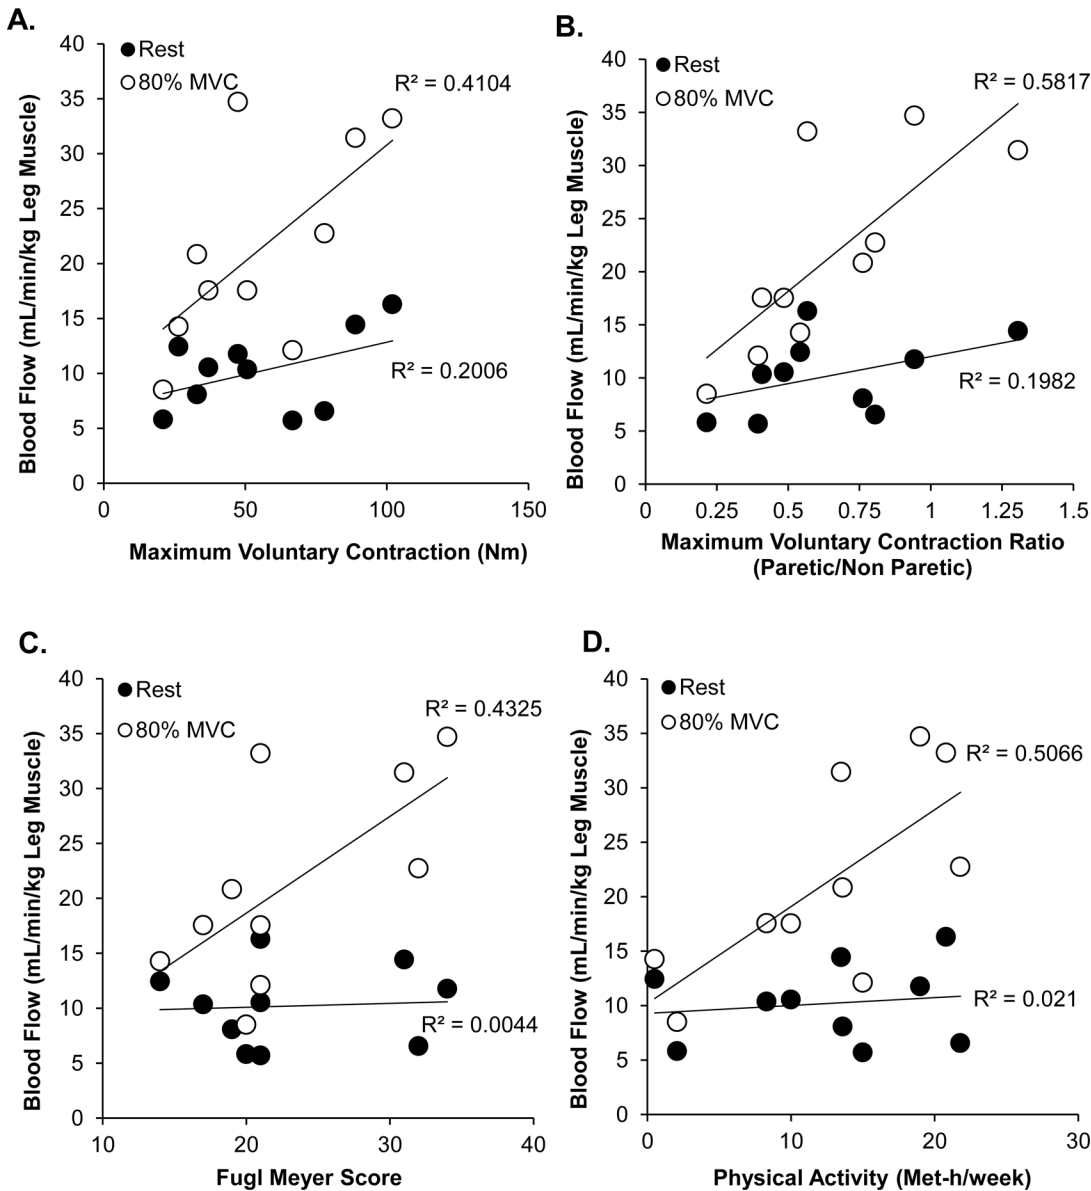 A.
Rest
80% MVC
R² = 0.4104
R² = 0.2006
40
35
30
25
20
15
10
5
0
0 50 100 150
Blood Flow (mL/min/kg Leg Muscle)
Maximum Voluntary Contraction (Nm)
B.
Rest
80% MVC
R² = 0.5817
R² = 0.1982
40
35
30
25
20
15
10
5
0
0 0.25 0.5 0.75 1 1.25 1.5
Blood Flow (mL/min/kg Leg Muscle)
Maximum Voluntary Contraction Ratio
(Paretic/Non Paretic)
C.
Rest
80% MVC
R² = 0.4325
R² = 0.0044
40
35
30
25
20
15
10
5
0
10 20 30 40
Blood Flow (mL/min/kg Leg Muscle)
Fugl Meyer Score
D.
Rest
80% MVC
R² = 0.5066
R² = 0.021
40
35
30
25
20
15
10
5
0
0 10 20 30
Blood Flow (mL/min/kg Leg Muscle)
Physical Activity (Met-h/week)